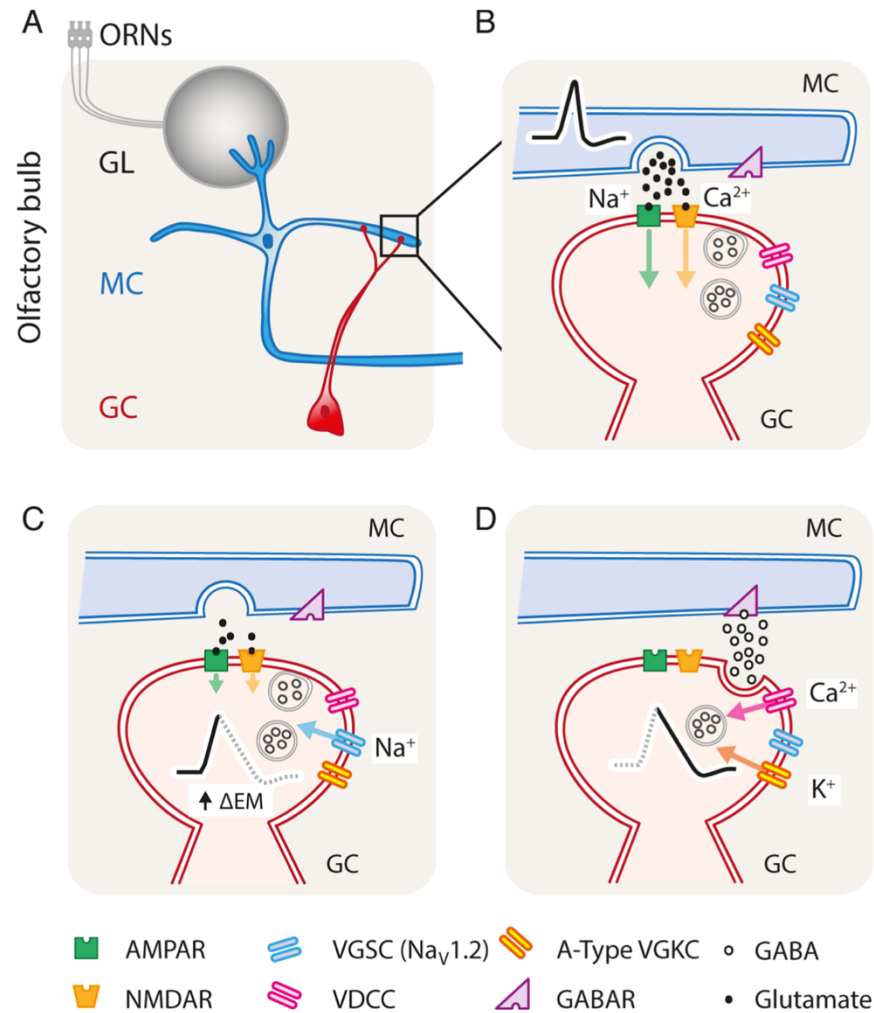 A
ORNs
Olfactory bulb
GL
MC
GC
B
MC
Na⁺
Ca²⁺
GC
C
MC
Na⁺
↑ ΔEM
GC
D
MC
Ca²⁺
K⁺
GC
AMPAR
VGSC (Naᵥ1.2)
A-Type VGKC
GABA
NMDAR
VDCC
GABAR
Glutamate